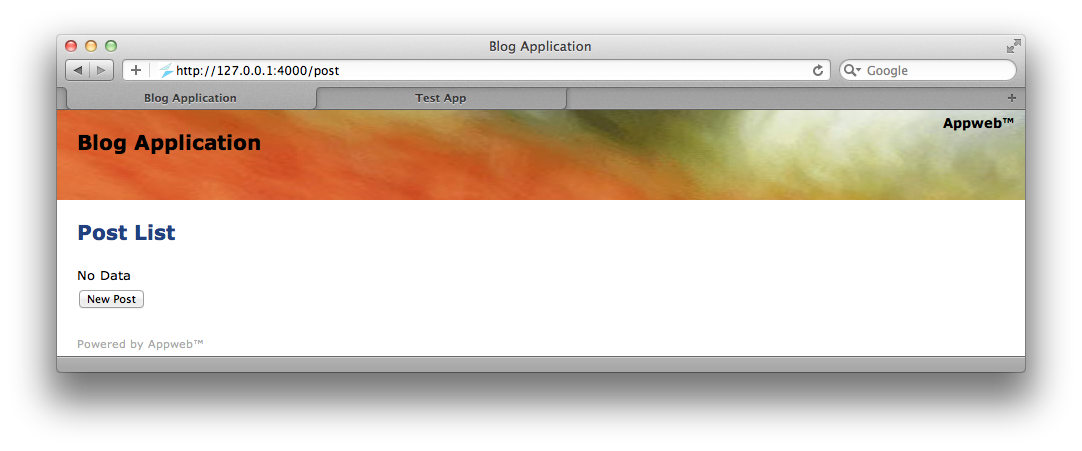 Blog Application
http://127.0.0.1:4000/post
Google
Blog Application
Test App
Appweb™
Blog Application
Post List
No Data
New Post
Powered by Appweb™